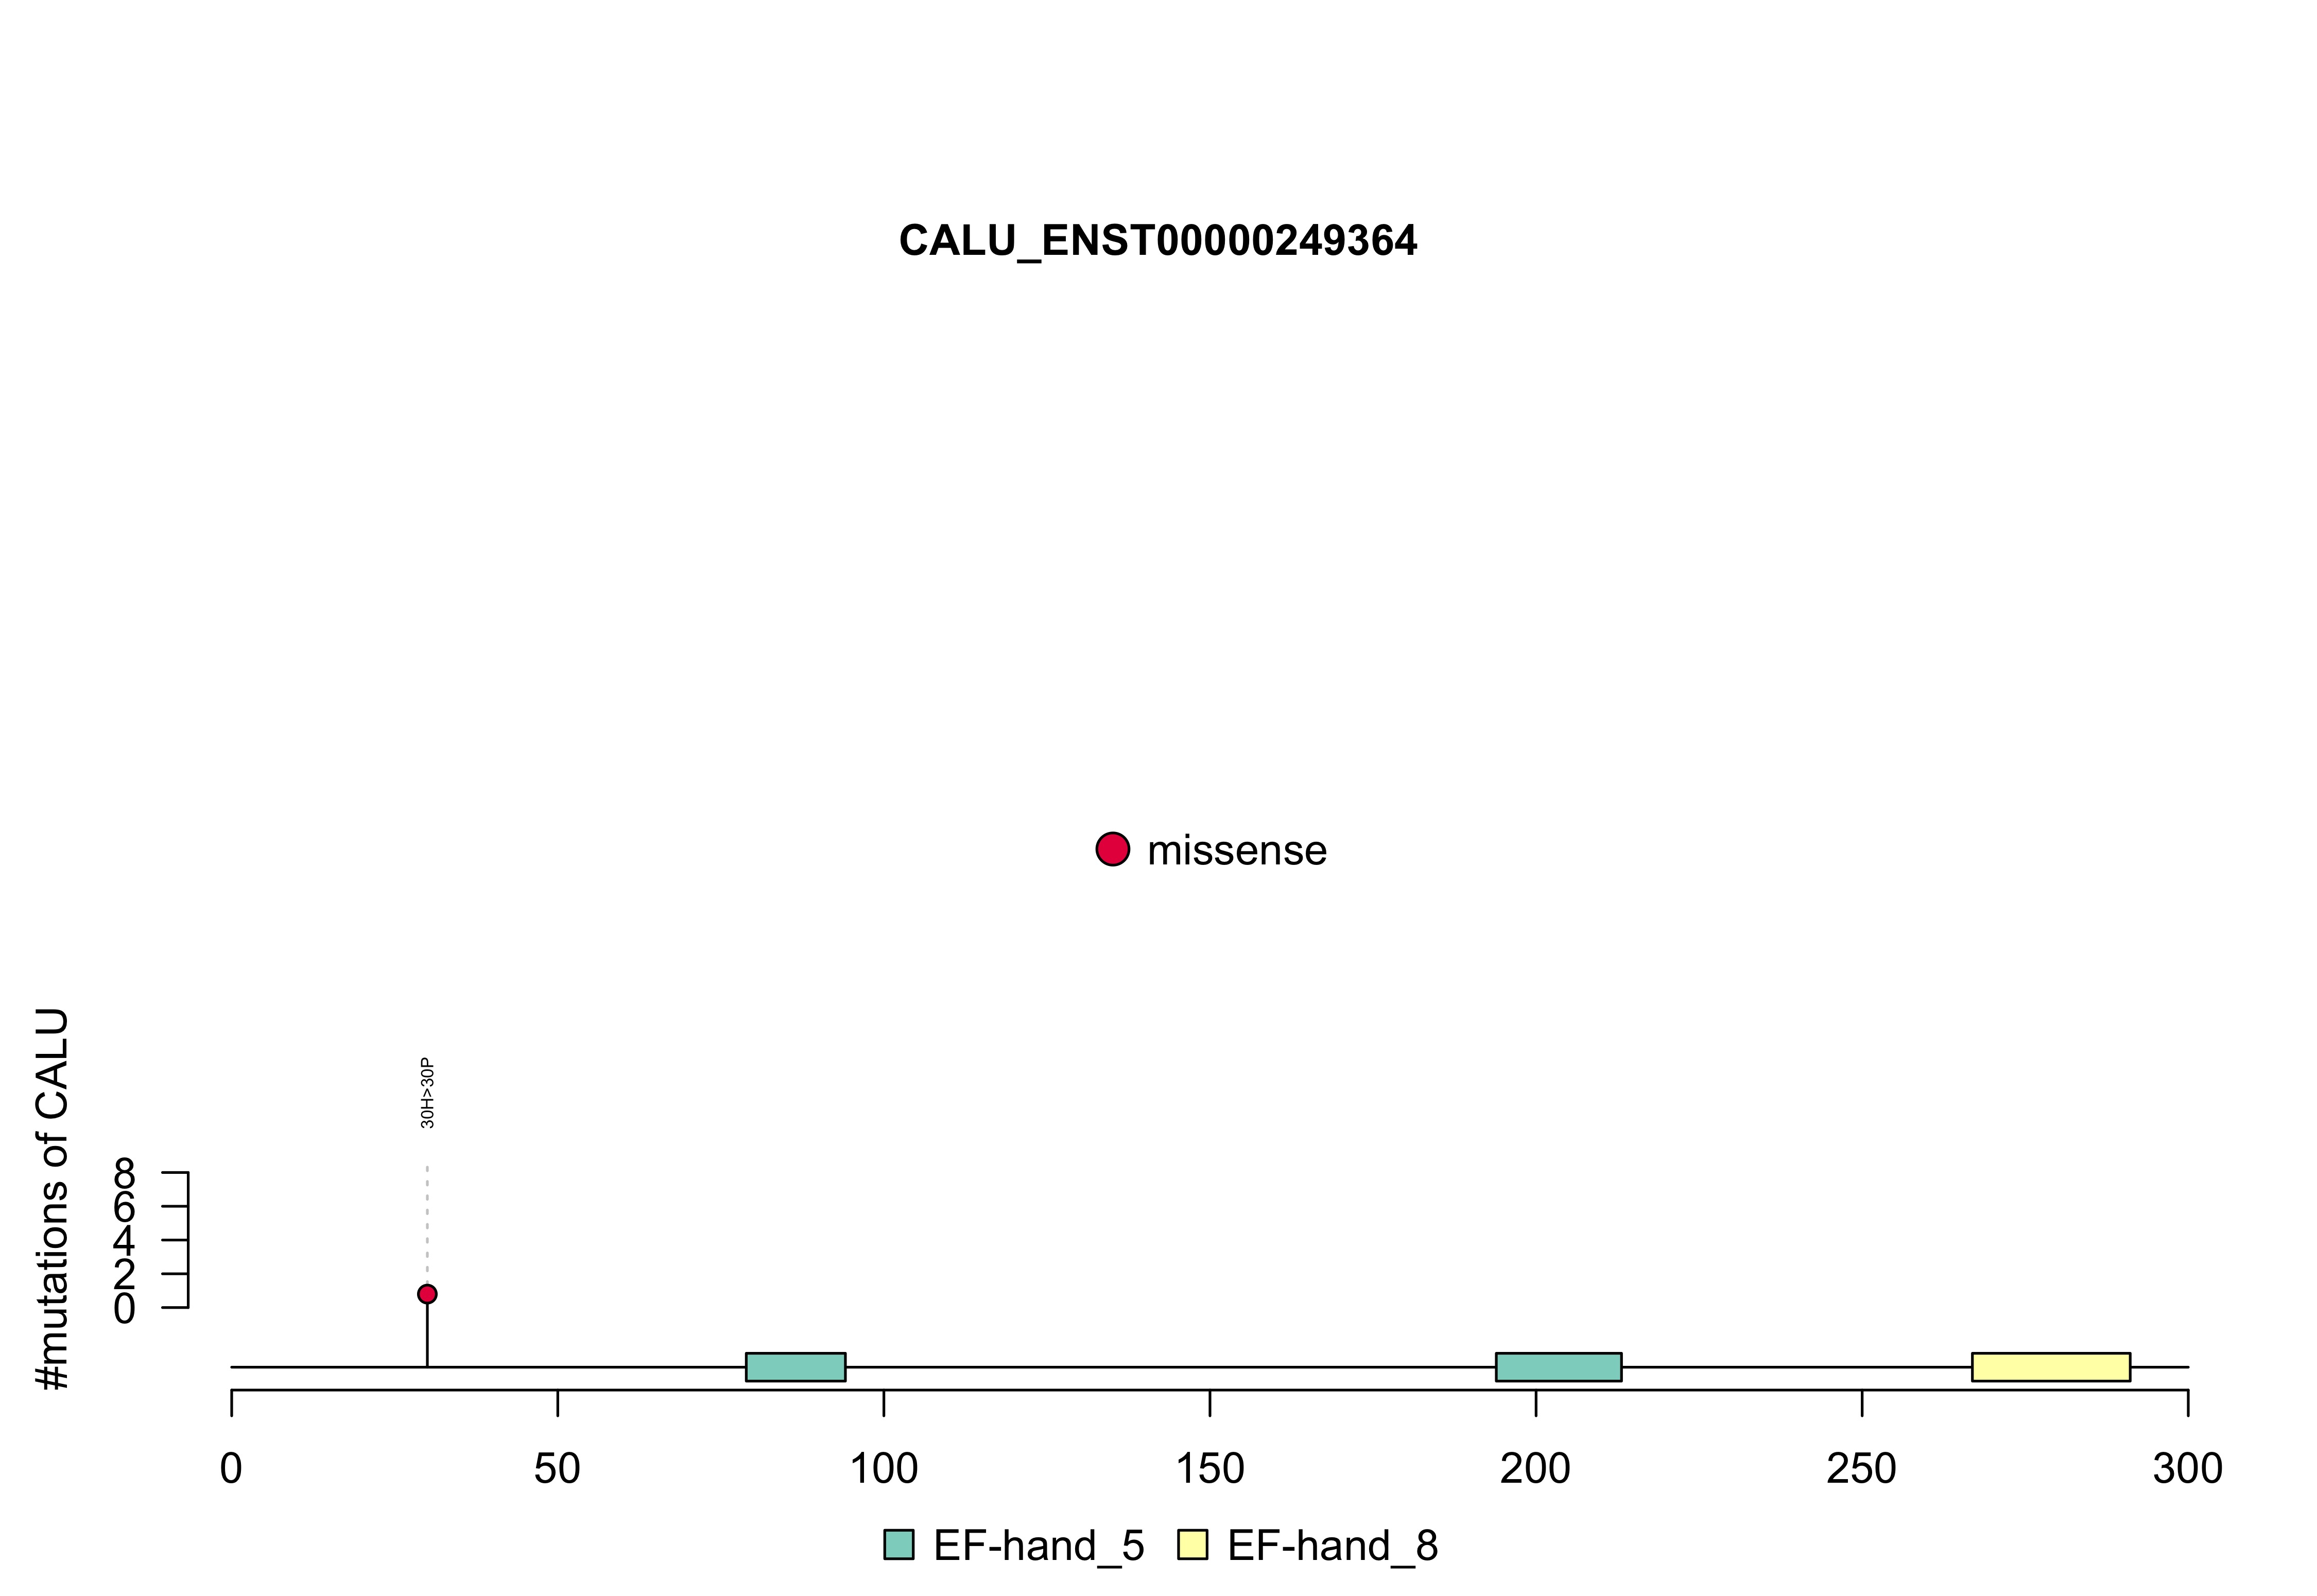 CALU_ENST00000249364
missense
#mutations of CALU
30H>30P
8
6
4
2
0
0 50 100 150 200 250 300
EF-hand_5 EF-hand_8